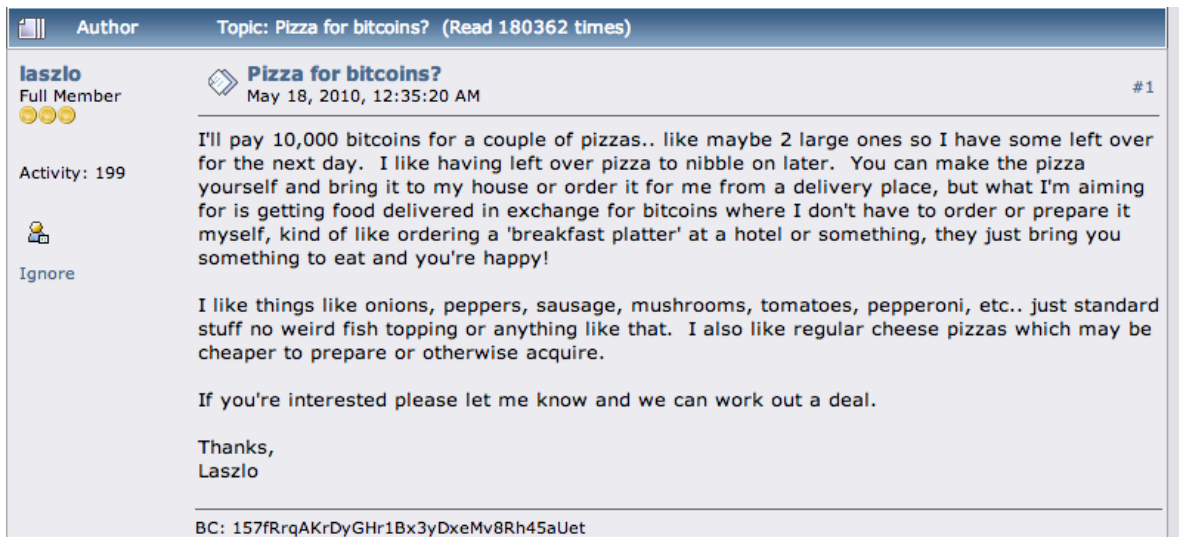 Author Topic: Pizza for bitcoins? (Read 180362 times)
laszlo
Full Member
Activity: 199
Ignore
Pizza for bitcoins?
May 18, 2010, 12:35:20 AM
#1
I'll pay 10,000 bitcoins for a couple of pizzas.. like maybe 2 large ones so I have some left over
for the next day. I like having left over pizza to nibble on later. You can make the pizza
yourself and bring it to my house or order it for me from a delivery place, but what I'm aiming
for is getting food delivered in exchange for bitcoins where I don't have to order or prepare it
myself, kind of like ordering a 'breakfast platter' at a hotel or something, they just bring you
something to eat and you're happy!
I like things like onions, peppers, sausage, mushrooms, tomatoes, pepperoni, etc.. just standard
stuff no weird fish topping or anything like that. I also like regular cheese pizzas which may be
cheaper to prepare or otherwise acquire.
If you're interested please let me know and we can work out a deal.
Thanks,
Laszlo
BC: 157fRrqAKrDyGHr1Bx3yDxeMv8Rh45aUet